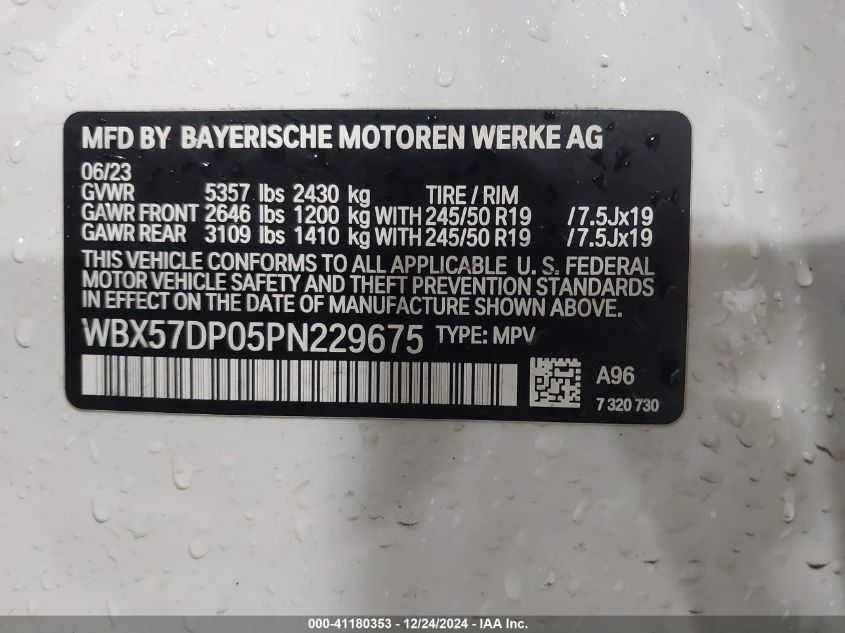 MFD BY BAYERISCHE MOTOREN WERKE AG
06/23
GVWR 5357 lbs 2430 kg TIRE / RIM
GAWR FRONT 2646 lbs 1200 kg WITH 245/50 R19 /7.5Jx19
GAWR REAR 3109 lbs 1410 kg WITH 245/50 R19 /7.5Jx19
THIS VEHICLE CONFORMS TO ALL APPLICABLE U. S. FEDERAL
MOTOR VEHICLE SAFETY AND THEFT PREVENTION STANDARDS
IN EFFECT ON THE DATE OF MANUFACTURE SHOWN ABOVE.
WBX57DP05PN229675 TYPE: MPV
A96
7 320 730
000-41180353 - 12/24/2024 - IAA Inc.